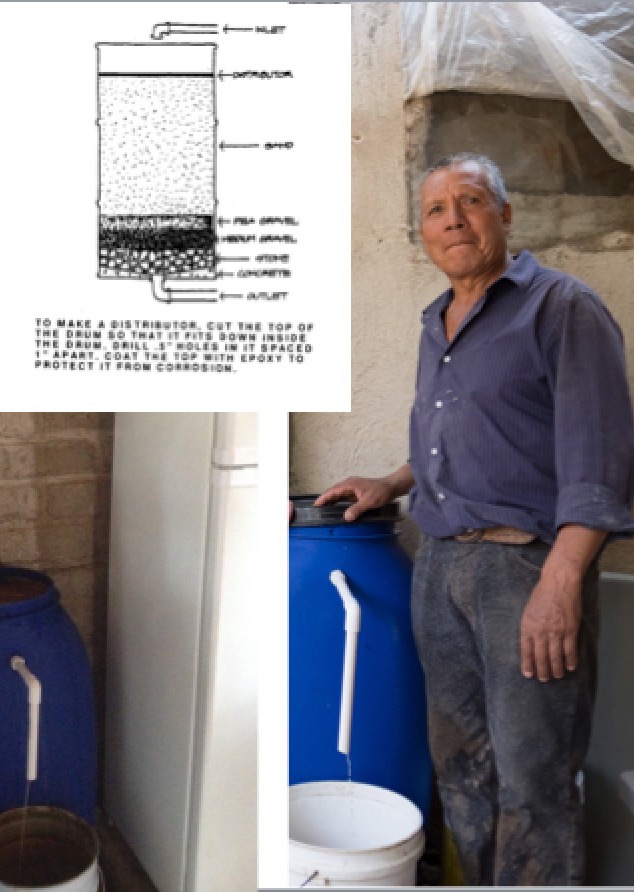 INLET
DISTRIBUTOR
SAND
PEA GRAVEL
MEDIUM GRAVEL
STONE
CONCRETE
OUTLET
TO MAKE A DISTRIBUTOR, CUT THE TOP OF
THE DRUM SO THAT IT FITS DOWN INSIDE
THE DRUM. DRILL .5" HOLES IN IT SPACED
1" APART. COAT THE TOP WITH EPOXY TO
PROTECT IT FROM CORROSION.